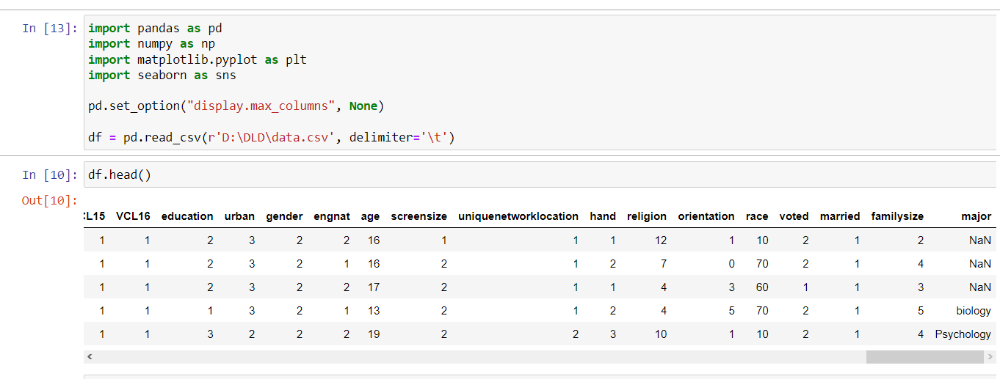 In [13]: import pandas as pd
import numpy as np
import matplotlib.pyplot as plt
import seaborn as sns
pd.set_option("display.max_columns", None)
df = pd.read_csv(r'D:\DLD\data.csv', delimiter='\t')
In [10]: df.head()
Out[10]:
CL15 VCL16 education urban gender engnat age screensize uniquenetworklocation hand religion orientation race voted married familysize major
1 1 2 3 2 2 16 1 1 1 12 1 10 2 1 2 NaN
1 1 2 3 2 1 16 2 1 2 7 0 70 2 1 4 NaN
1 1 2 3 2 2 17 2 1 1 4 3 60 1 1 3 NaN
1 1 1 3 2 1 13 2 1 2 4 5 70 2 1 5 biology
1 1 3 2 2 2 19 2 2 3 10 1 10 2 1 4 Psychology